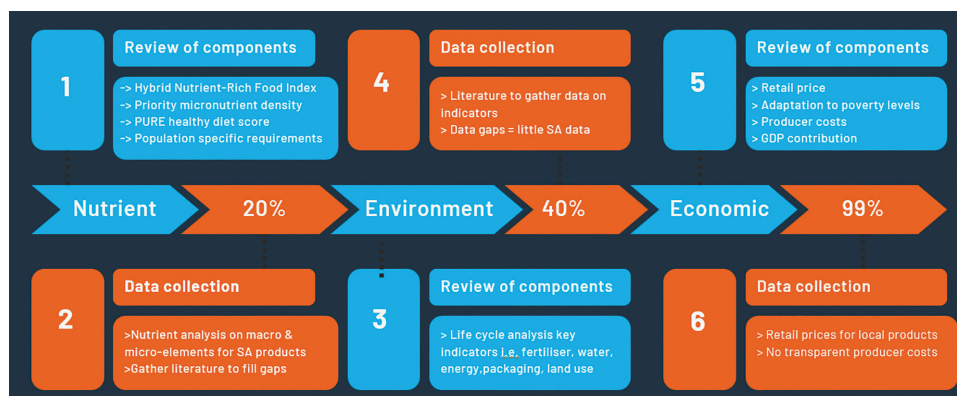 1
Review of components
-> Hybrid Nutrient-Rich Food Index
-> Priority micronutrient density
-> PURE healthy diet score
-> Population specific requirements
4
Data collection
> Literature to gather data on
indicators
> Data gaps = little SA data
5
Review of components
> Retail price
> Adaptation to poverty levels
> Producer costs
> GDP contribution
Nutrient
20%
Environment
40%
Economic
99%
2
Data collection
>Nutrient analysis on macro &
micro-elements for SA products
>Gather literature to fill gaps
3
Review of components
> Life cycle analysis key
indicators i.e. fertiliser, water,
energy,packaging, land use
6
Data collection
> Retail prices for local products
> No transparent producer costs